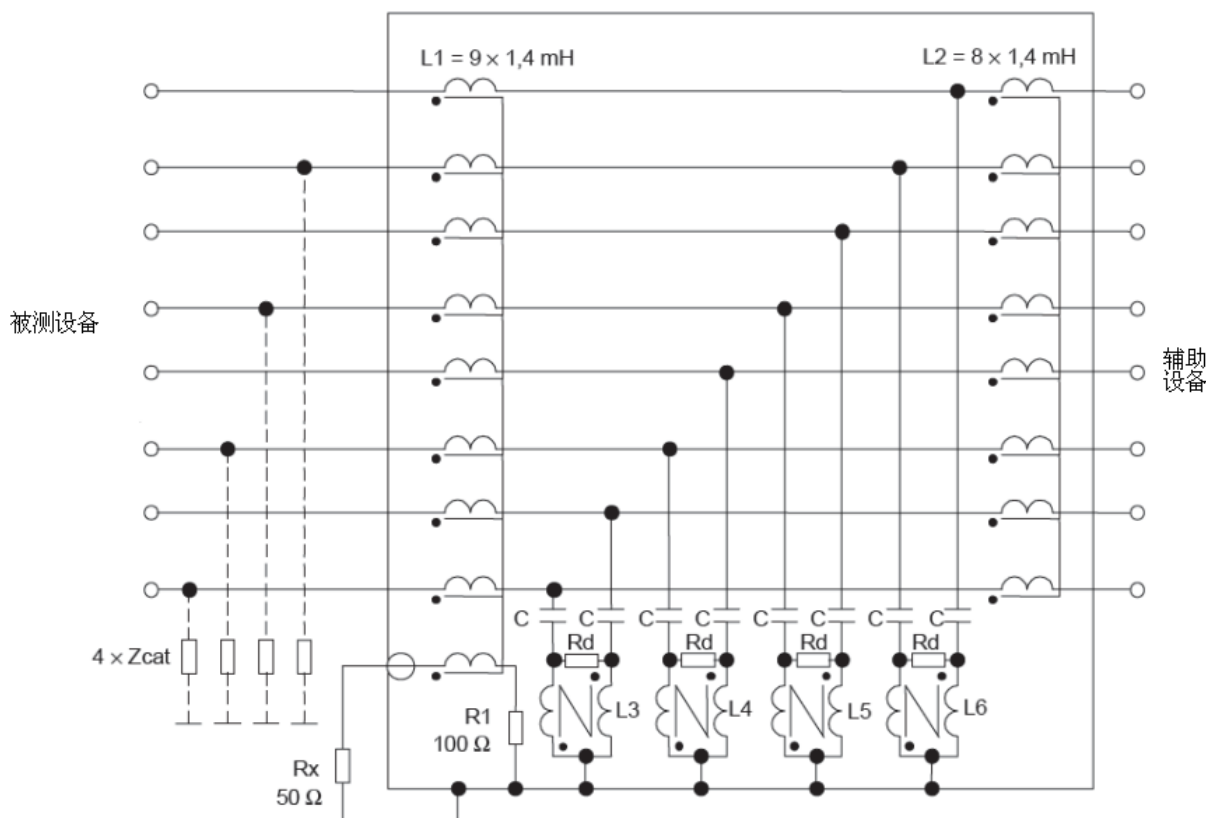 L1 = 9 × 1,4 mH
L2 = 8 × 1,4 mH
被测设备
辅助
设备
C
C
C
C
C
C
C
C
Rd
Rd
Rd
Rd
4 × Zcat
L3
L4
L5
L6
R1
100 Ω
Rx
50 Ω